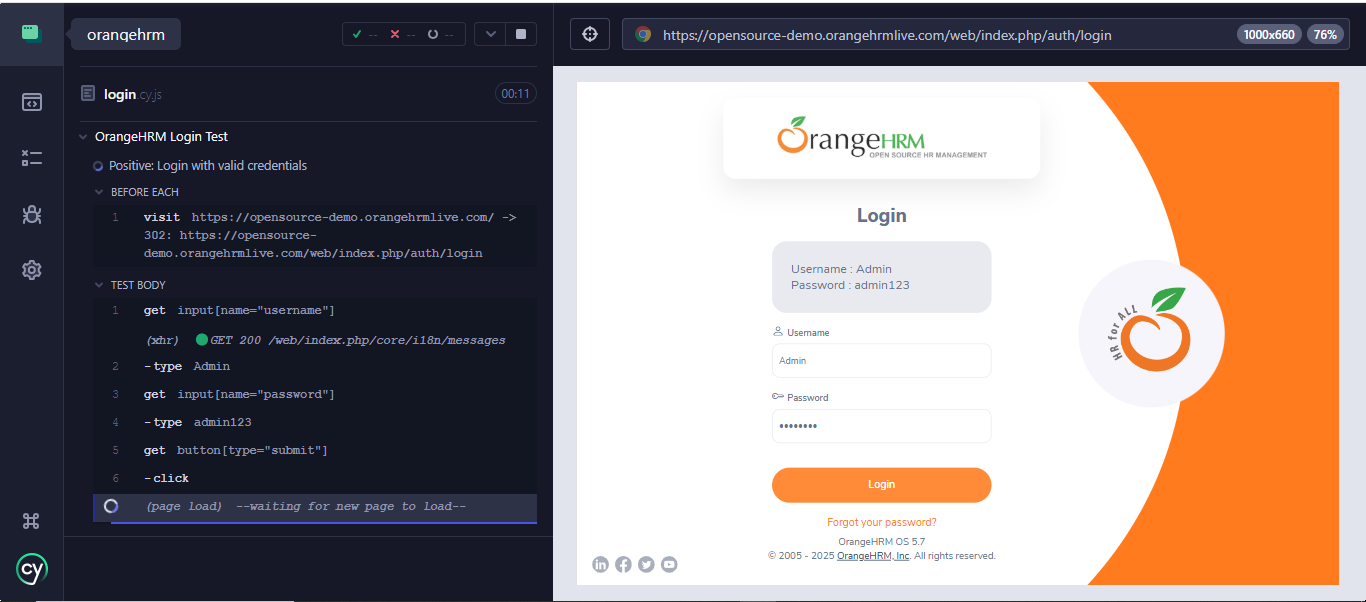 orangehrm
-- -- --
https://opensource-demo.orangehrmlive.com/web/index.php/auth/login
1000x660
76%
login.cy.js
00:11
OrangeHRM Login Test
Positive: Login with valid credentials
BEFORE EACH
1 visit https://opensource-demo.orangehrmlive.com/ ->
302: https://opensource-
demo.orangehrmlive.com/web/index.php/auth/login
TEST BODY
1 get input[name="username"]
(xhr) GET 200 /web/index.php/core/i18n/messages
2 -type Admin
3 get input[name="password"]
4 -type admin123
5 get button[type="submit"]
6 -click
(page load) --waiting for new page to load--
cy
OrangeHRM
OPEN SOURCE HR MANAGEMENT
Login
Username : Admin
Password : admin123
Username
Admin
Password
••••••••
Login
Forgot your password?
OrangeHRM OS 5.7
© 2005 - 2025 OrangeHRM, Inc. All rights reserved.
HR for ALL